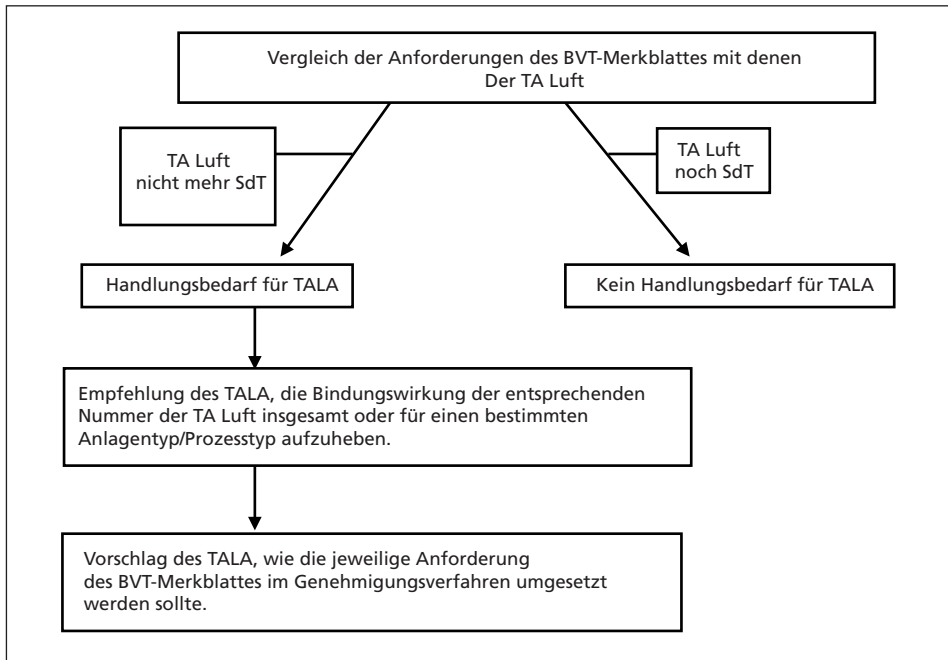 Vergleich der Anforderungen des BVT-Merkblattes mit denen
Der TA Luft
TA Luft
nicht mehr SdT
TA Luft
noch SdT
Handlungsbedarf für TALA
Kein Handlungsbedarf für TALA
Empfehlung des TALA, die Bindungswirkung der entsprechenden
Nummer der TA Luft insgesamt oder für einen bestimmten
Anlagentyp/Prozesstyp aufzuheben.
Vorschlag des TALA, wie die jeweilige Anforderung
des BVT-Merkblattes im Genehmigungsverfahren umgesetzt
werden sollte.